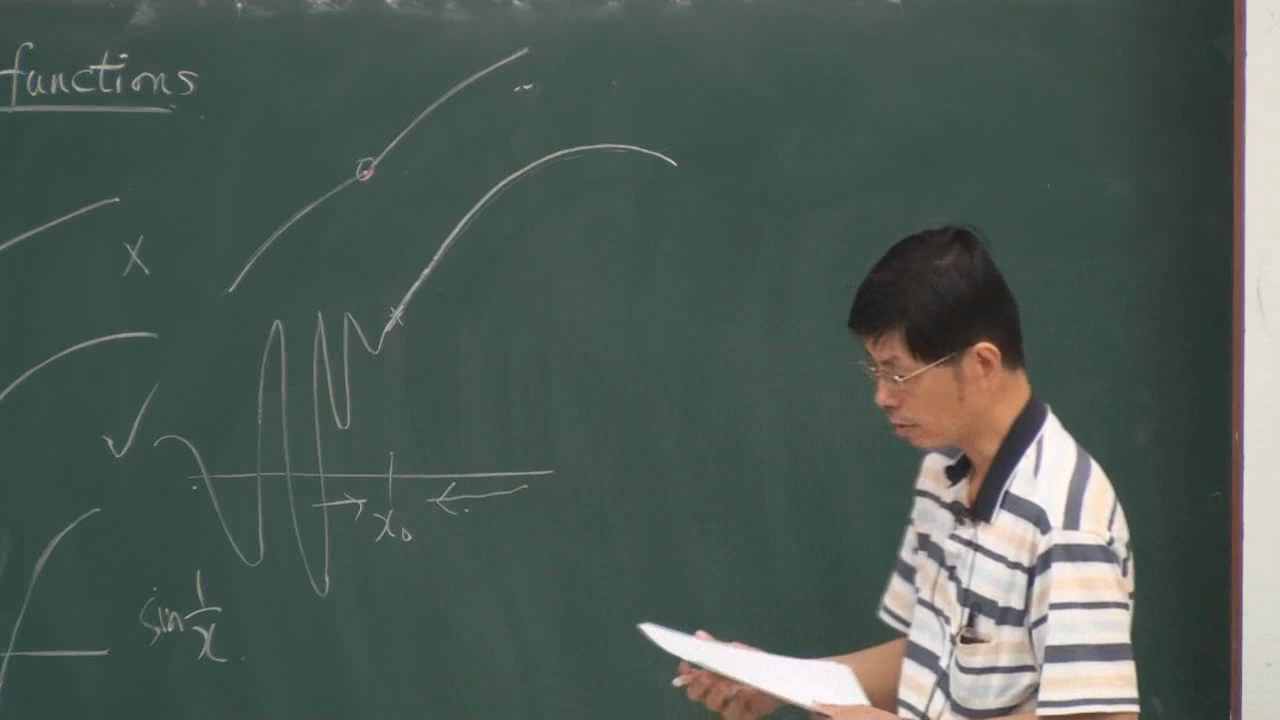 functions
x₀
sin 1/x